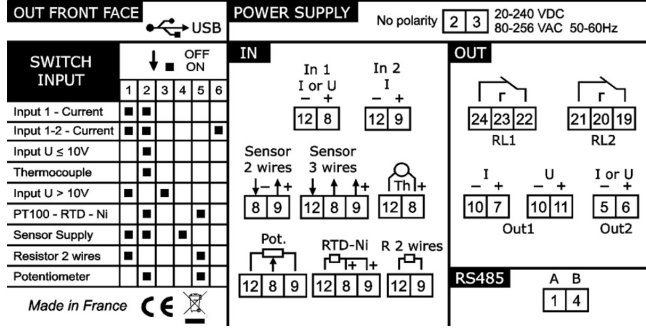 OUT FRONT FACE
USB
SWITCH INPUT
OFF
ON
1 2 3 4 5 6
Input 1 - Current
Input 1-2 - Current
Input U ≤ 10V
Thermocouple
Input U > 10V
PT100 - RTD - Ni
Sensor Supply
Resistor 2 wires
Potentiometer
Made in France CE
POWER SUPPLY
No polarity 2 3 20-240 VDC
80-256 VAC 50-60Hz
IN
In 1
I or U
− +
12 8
In 2
I
− +
12 9
Sensor
2 wires
− +
8 9
Sensor
3 wires
− +
12 8 9
Th +
12 8
Pot.
12 8 9
RTD-Ni
+ +
12 8 9
R 2 wires
12 9
OUT
24 23 22
RL1
21 20 19
RL2
I
− +
10 7
U
− +
10 11
Out1
I or U
− +
5 6
Out2
RS485
A B
1 4